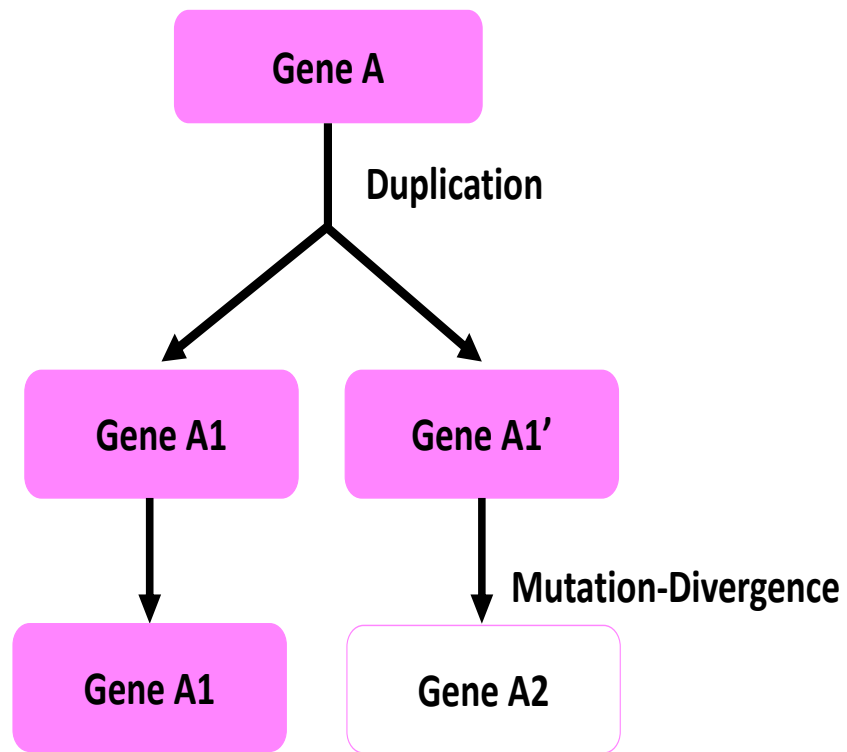 Gene A
Duplication
Gene A1
Gene A1’
Mutation-Divergence
Gene A1
Gene A2